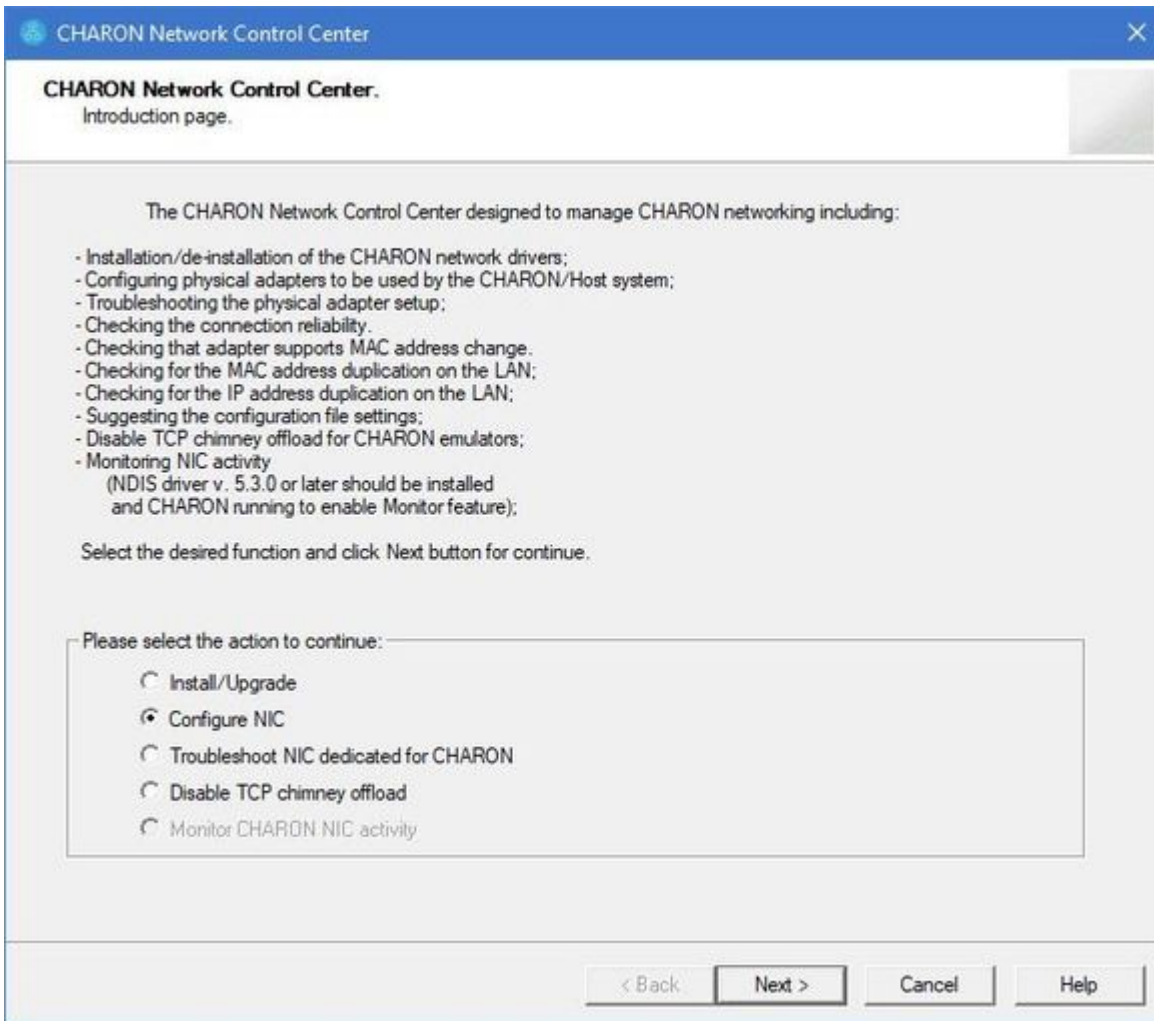 CHARON Network Control Center
CHARON Network Control Center.
Introduction page.
The CHARON Network Control Center designed to manage CHARON networking including:
- Installation/de-installation of the CHARON network drivers;
- Configuring physical adapters to be used by the CHARON/Host system;
- Troubleshooting the physical adapter setup;
- Checking the connection reliability.
- Checking that adapter supports MAC address change.
- Checking for the MAC address duplication on the LAN;
- Checking for the IP address duplication on the LAN;
- Suggesting the configuration file settings;
- Disable TCP chimney offload for CHARON emulators;
- Monitoring NIC activity
(NDIS driver v. 5.3.0 or later should be installed
and CHARON running to enable Monitor feature);
Select the desired function and click Next button for continue.
Please select the action to continue:
Install/Upgrade
Configure NIC
Troubleshoot NIC dedicated for CHARON
Disable TCP chimney offload
Monitor CHARON NIC activity
< Back
Next >
Cancel
Help